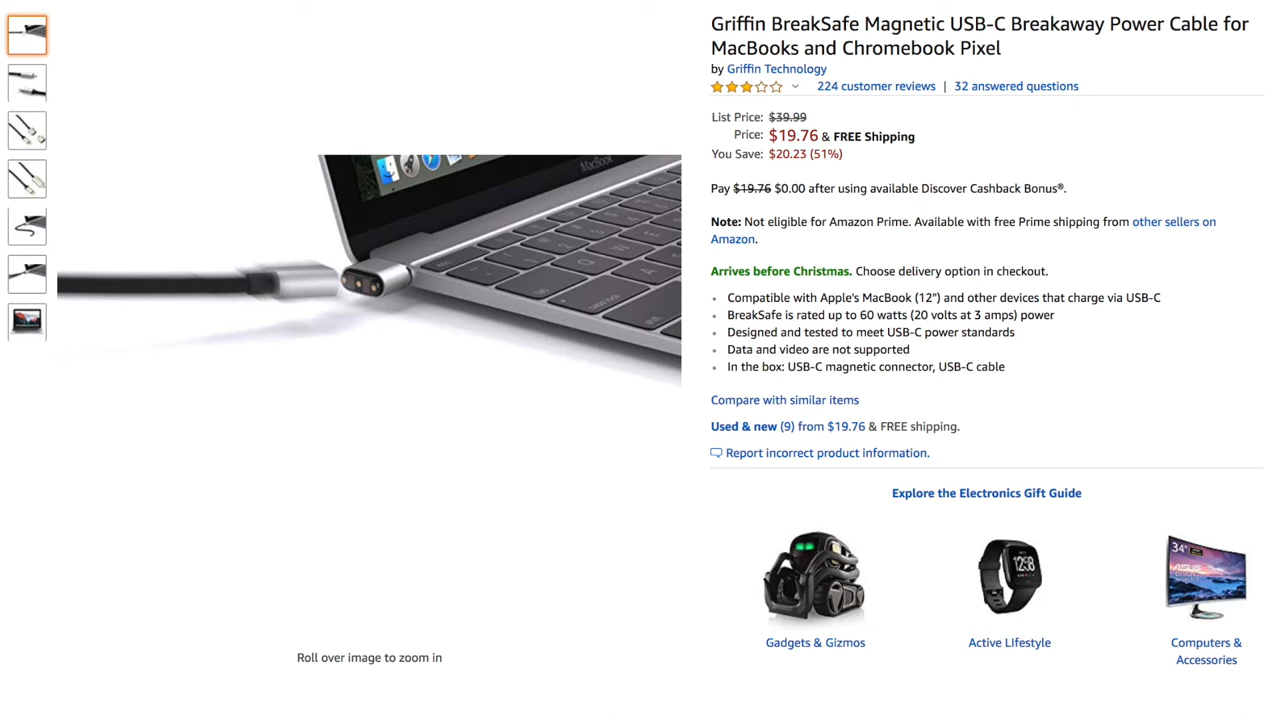 Griffin BreakSafe Magnetic USB-C Breakaway Power Cable for
MacBooks and Chromebook Pixel
by Griffin Technology
224 customer reviews | 32 answered questions
List Price: $39.99
Price: $19.76 & FREE Shipping
You Save: $20.23 (51%)
Pay $19.76 $0.00 after using available Discover Cashback Bonus®.
Note: Not eligible for Amazon Prime. Available with free Prime shipping from other sellers on
Amazon.
Arrives before Christmas. Choose delivery option in checkout.
Compatible with Apple's MacBook (12") and other devices that charge via USB-C
BreakSafe is rated up to 60 watts (20 volts at 3 amps) power
Designed and tested to meet USB-C power standards
Data and video are not supported
In the box: USB-C magnetic connector, USB-C cable
Compare with similar items
Used & new (9) from $19.76 & FREE shipping.
Report incorrect product information.
Explore the Electronics Gift Guide
MacBook
34"
ASUS
Gadgets & Gizmos
Active LIfestyle
Computers &
Accessories
Roll over image to zoom in